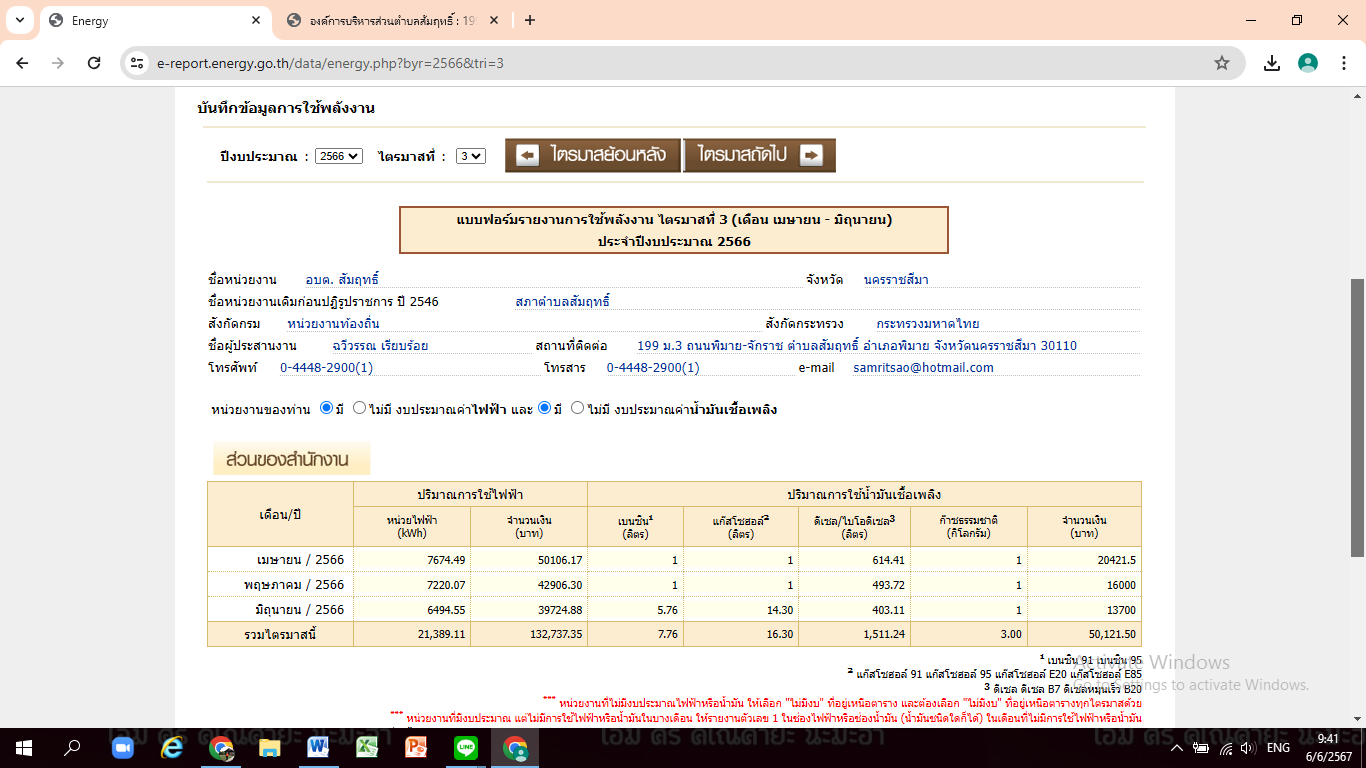 Energy
องค์การบริหารส่วนตำบลสัมฤทธิ์ : 19
e-report.energy.go.th/data/energy.php?byr=2566&tri=3
บันทึกข้อมูลการใช้พลังงาน
ปีงบประมาณ : 2566 ไตรมาสที่ : 3 ไตรมาสย้อนหลัง ไตรมาสถัดไป
แบบฟอร์มรายงานการใช้พลังงาน ไตรมาสที่ 3 (เดือน เมษายน - มิถุนายน)
ประจำปีงบประมาณ 2566
ชื่อหน่วยงาน อบต. สัมฤทธิ์ จังหวัด นครราชสีมา
ชื่อหน่วยงานเดิมก่อนปฏิรูปราชการ ปี 2546 สภาตำบลสัมฤทธิ์
สังกัดกรม หน่วยงานท้องถิ่น สังกัดกระทรวง กระทรวงมหาดไทย
ชื่อผู้ประสานงาน ฉวีวรรณ เรียบร้อย สถานที่ติดต่อ 199 ม.3 ถนนพิมาย-จักราช ตำบลสัมฤทธิ์ อำเภอพิมาย จังหวัดนครราชสีมา 30110
โทรศัพท์ 0-4448-2900(1) โทรสาร 0-4448-2900(1) e-mail samritsao@hotmail.com
หน่วยงานของท่าน มี ไม่มี งบประมาณค่าไฟฟ้า และ มี ไม่มี งบประมาณค่าน้ำมันเชื้อเพลิง
ส่วนของสำนักงาน
เดือน/ปี ปริมาณการใช้ไฟฟ้า ปริมาณการใช้น้ำมันเชื้อเพลิง
หน่วยไฟฟ้า จำนวนเงิน เบนซิน¹ แก๊สโซฮอล์² ดีเซล/ไบโอดีเซล³ ก๊าซธรรมชาติ จำนวนเงิน
(kWh) (บาท) (ลิตร) (ลิตร) (ลิตร) (กิโลกรัม) (บาท)
เมษายน / 2566 7674.49 50106.17 1 1 614.41 1 20421.5
พฤษภาคม / 2566 7220.07 42906.30 1 1 493.72 1 16000
มิถุนายน / 2566 6494.55 39724.88 5.76 14.30 403.11 1 13700
รวมไตรมาสนี้ 21,389.11 132,737.35 7.76 16.30 1,511.24 3.00 50,121.50
¹ เบนซิน 91 เบนซิน 95
² แก๊สโซฮอล์ 91 แก๊สโซฮอล์ 95 แก๊สโซฮอล์ E20 แก๊สโซฮอล์ E85
³ ดีเซล ดีเซล B7 ดีเซลหมุนเร็ว B20
*** หน่วยงานที่ไม่มีงบประมาณไฟฟ้าหรือน้ำมัน ให้เลือก "ไม่มีงบ" ที่อยู่เหนือตาราง และต้องเลือก "ไม่มีงบ" ที่อยู่เหนือตารางทุกไตรมาสด้วย
*** หน่วยงานที่มีงบประมาณ แต่ไม่มีการใช้ไฟฟ้าหรือน้ำมันในบางเดือน ให้รายงานตัวเลข 1 ในช่องไฟฟ้าหรือช่องน้ำมัน (น้ำมันชนิดใดก็ได้) ในเดือนที่ไม่มีการใช้ไฟฟ้าหรือน้ำมัน
Activate Windows
Go to Settings to activate Windows.
ENG
9:41
6/6/2567